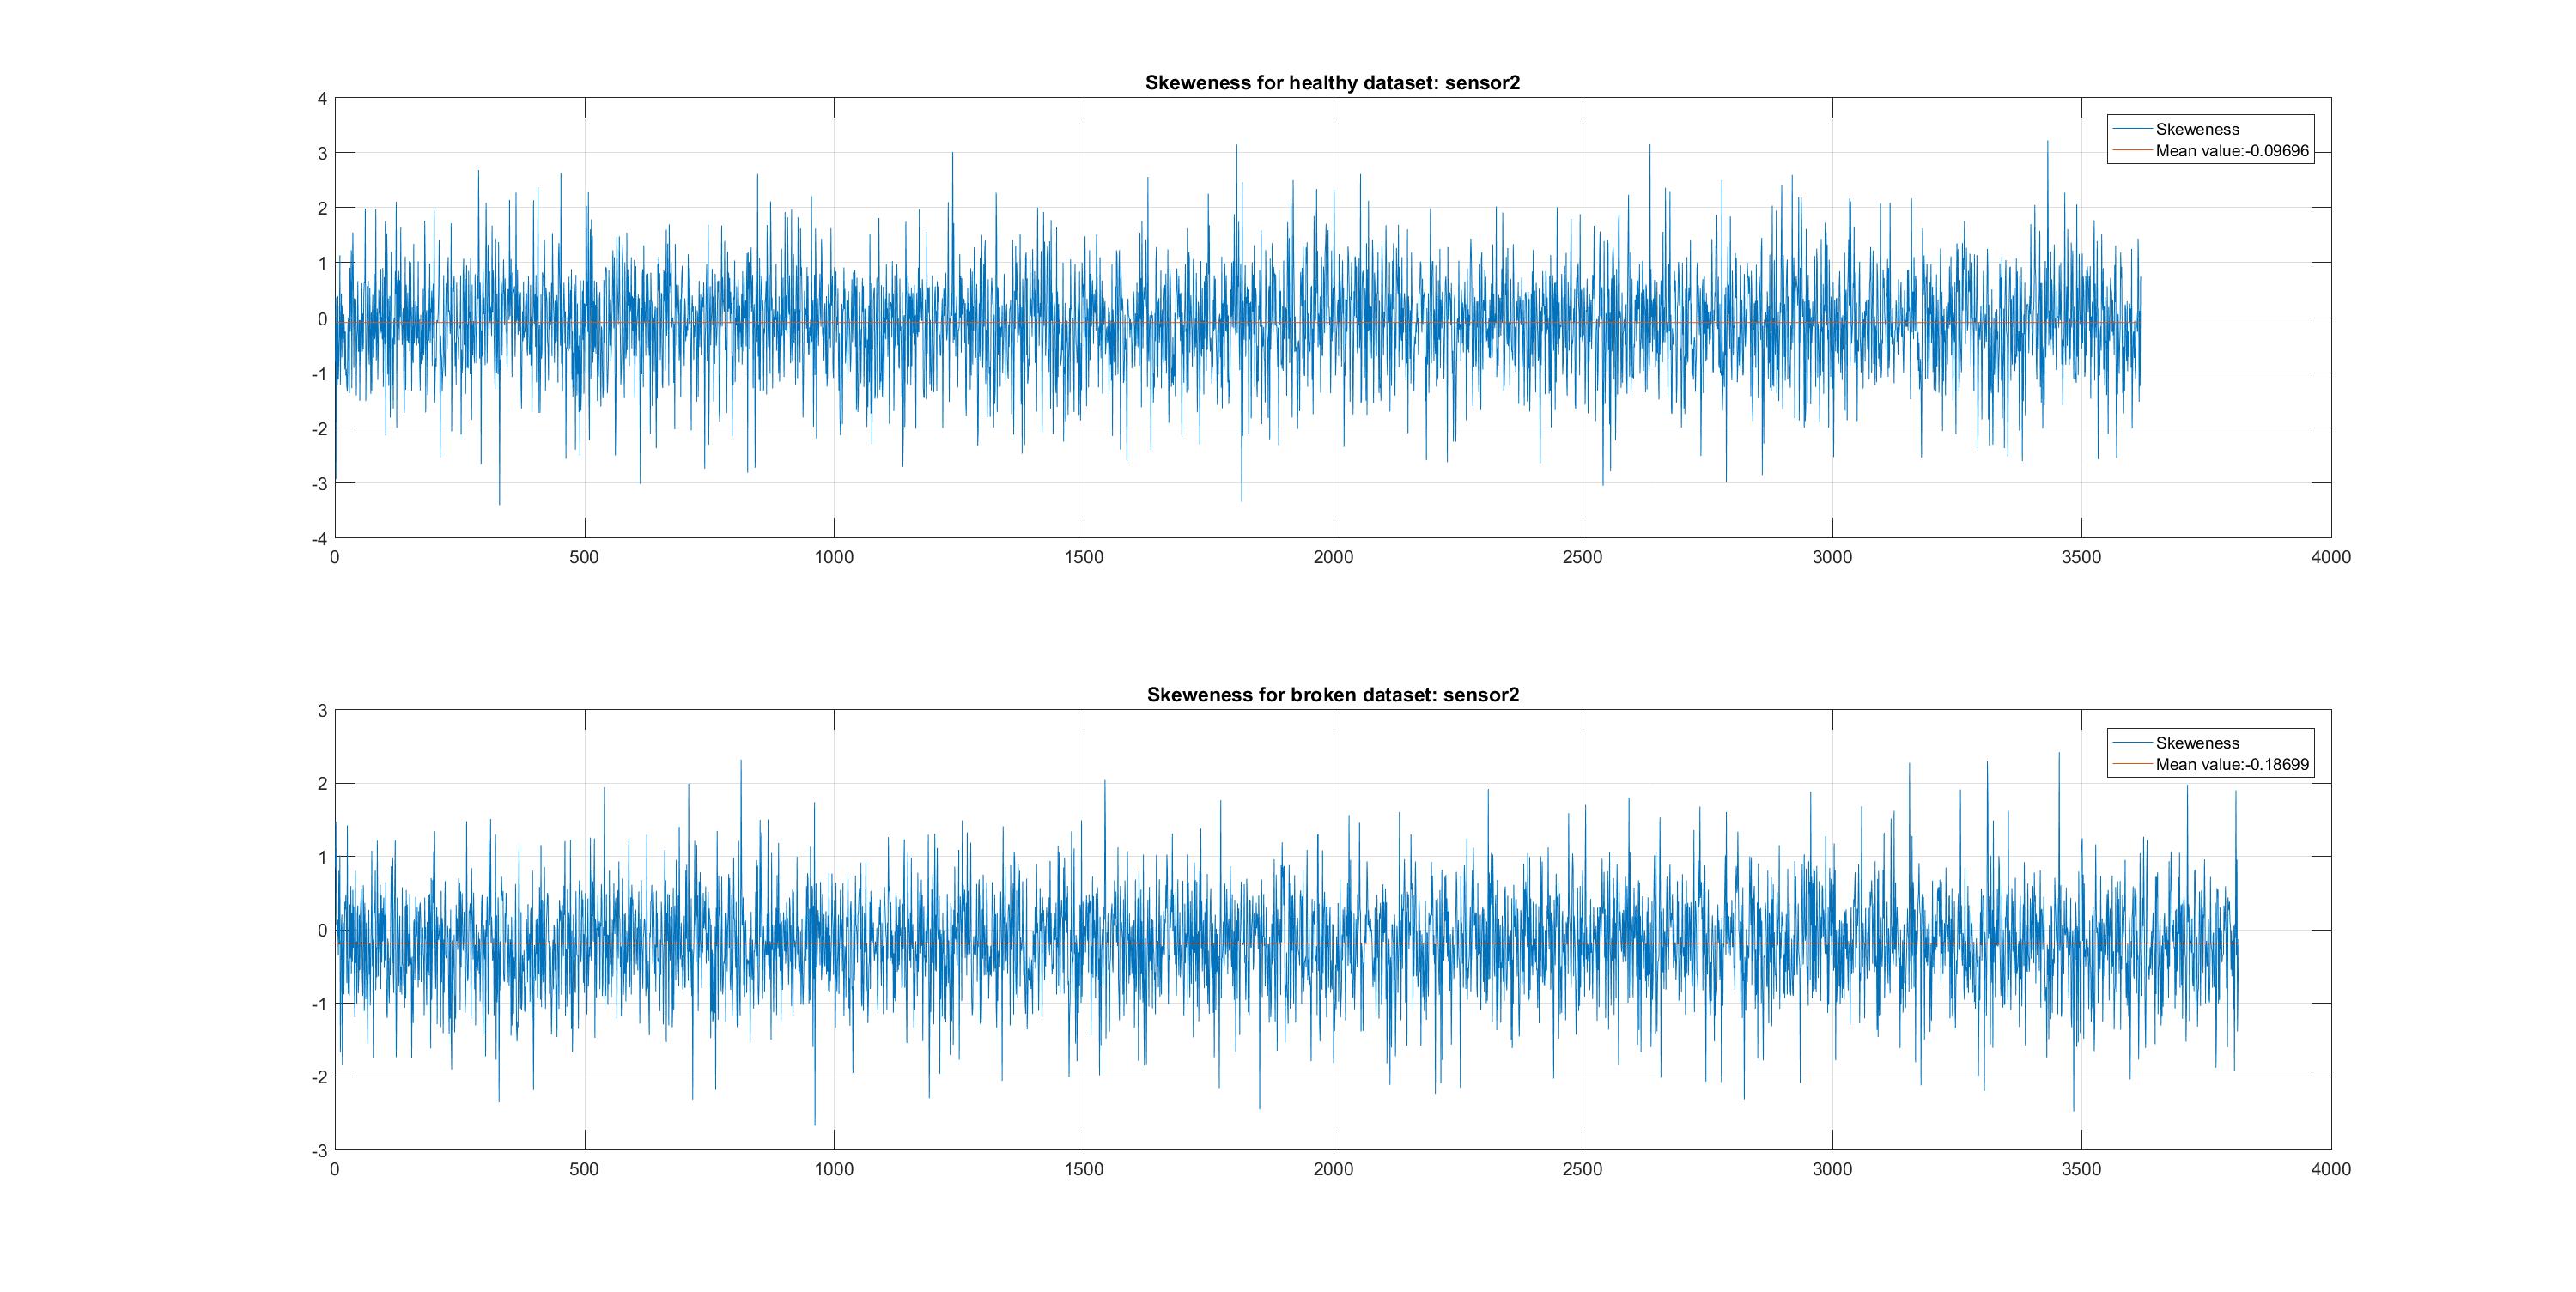 Skeweness for healthy dataset: sensor2
4
3
2
1
0
-1
-2
-3
-4
Skeweness
Mean value:-0.09696
0 500 1000 1500 2000 2500 3000 3500 4000
Skeweness for broken dataset: sensor2
3
2
1
0
-1
-2
-3
Skeweness
Mean value:-0.18699
0 500 1000 1500 2000 2500 3000 3500 4000